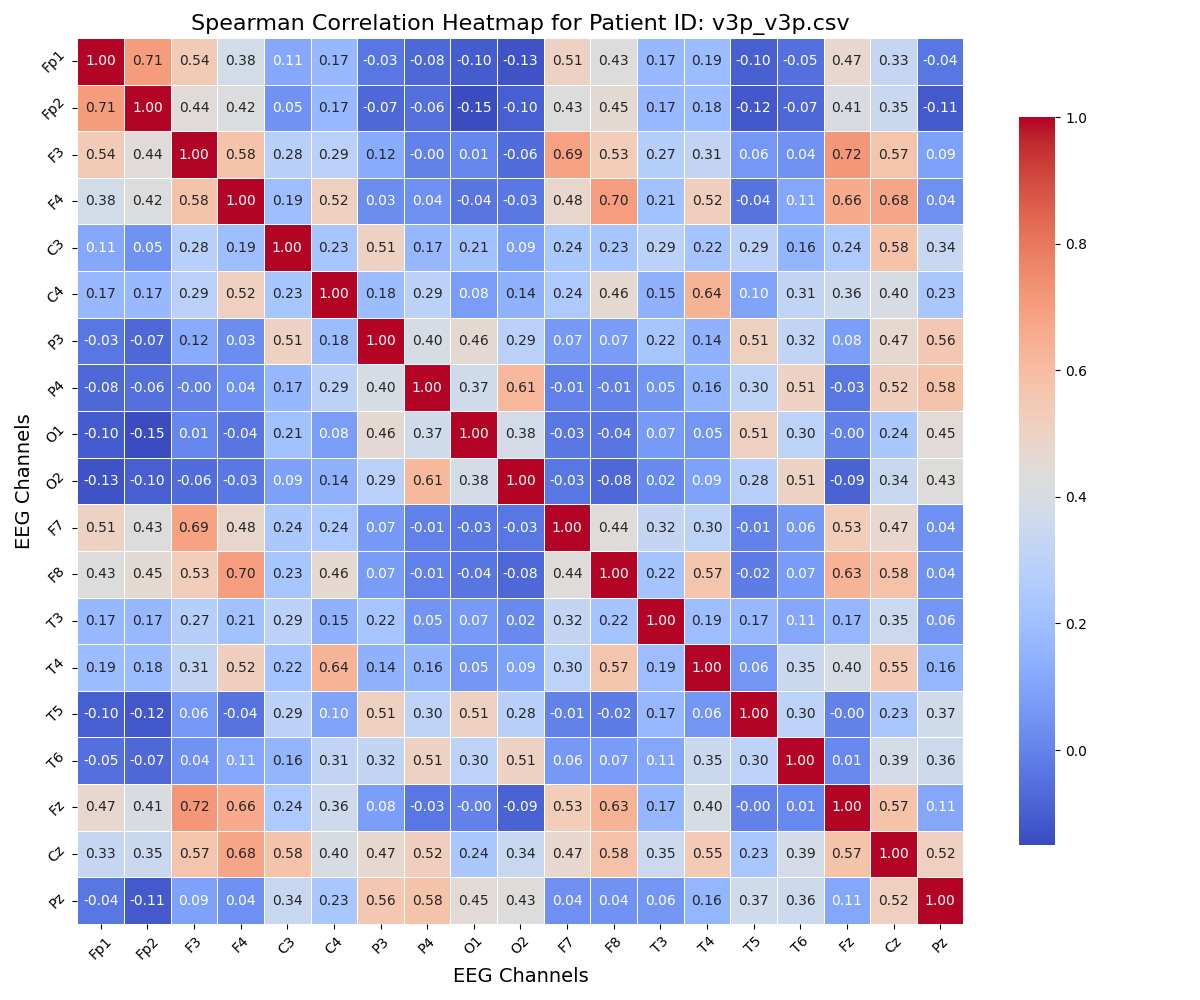 Spearman Correlation Heatmap for Patient ID: v3p_v3p.csv
Fp1 1.00 0.71 0.54 0.38 0.11 0.17 -0.03 -0.08 -0.10 -0.13 0.51 0.43 0.17 0.19 -0.10 -0.05 0.47 0.33 -0.04
Fp2 0.71 1.00 0.44 0.42 0.05 0.17 -0.07 -0.06 -0.15 -0.10 0.43 0.45 0.17 0.18 -0.12 -0.07 0.41 0.35 -0.11
F3 0.54 0.44 1.00 0.58 0.28 0.29 0.12 -0.00 0.01 -0.06 0.69 0.53 0.27 0.31 0.06 0.04 0.72 0.57 0.09
F4 0.38 0.42 0.58 1.00 0.19 0.52 0.03 0.04 -0.04 -0.03 0.48 0.70 0.21 0.52 -0.04 0.11 0.66 0.68 0.04
C3 0.11 0.05 0.28 0.19 1.00 0.23 0.51 0.17 0.21 0.09 0.24 0.23 0.29 0.22 0.29 0.16 0.24 0.58 0.34
C4 0.17 0.17 0.29 0.52 0.23 1.00 0.18 0.29 0.08 0.14 0.24 0.46 0.15 0.64 0.10 0.31 0.36 0.40 0.23
P3 -0.03 -0.07 0.12 0.03 0.51 0.18 1.00 0.40 0.46 0.29 0.07 0.07 0.22 0.14 0.51 0.32 0.08 0.47 0.56
P4 -0.08 -0.06 -0.00 0.04 0.17 0.29 0.40 1.00 0.37 0.61 -0.01 -0.01 0.05 0.16 0.30 0.51 -0.03 0.52 0.58
O1 -0.10 -0.15 0.01 -0.04 0.21 0.08 0.46 0.37 1.00 0.38 -0.03 -0.04 0.07 0.05 0.51 0.30 -0.00 0.24 0.45
O2 -0.13 -0.10 -0.06 -0.03 0.09 0.14 0.29 0.61 0.38 1.00 -0.03 -0.08 0.02 0.09 0.28 0.51 -0.09 0.34 0.43
F7 0.51 0.43 0.69 0.48 0.24 0.24 0.07 -0.01 -0.03 -0.03 1.00 0.44 0.32 0.30 -0.01 0.06 0.53 0.47 0.04
F8 0.43 0.45 0.53 0.70 0.23 0.46 0.07 -0.01 -0.04 -0.08 0.44 1.00 0.22 0.57 -0.02 0.07 0.63 0.58 0.04
T3 0.17 0.17 0.27 0.21 0.29 0.15 0.22 0.05 0.07 0.02 0.32 0.22 1.00 0.19 0.17 0.11 0.17 0.35 0.06
T4 0.19 0.18 0.31 0.52 0.22 0.64 0.14 0.16 0.05 0.09 0.30 0.57 0.19 1.00 0.06 0.35 0.40 0.55 0.16
T5 -0.10 -0.12 0.06 -0.04 0.29 0.10 0.51 0.30 0.51 0.28 -0.01 -0.02 0.17 0.06 1.00 0.30 -0.00 0.23 0.37
T6 -0.05 -0.07 0.04 0.11 0.16 0.31 0.32 0.51 0.30 0.51 0.06 0.07 0.11 0.35 0.30 1.00 0.01 0.39 0.36
Fz 0.47 0.41 0.72 0.66 0.24 0.36 0.08 -0.03 -0.00 -0.09 0.53 0.63 0.17 0.40 -0.00 0.01 1.00 0.57 0.11
Cz 0.33 0.35 0.57 0.68 0.58 0.40 0.47 0.52 0.24 0.34 0.47 0.58 0.35 0.55 0.23 0.39 0.57 1.00 0.52
Pz -0.04 -0.11 0.09 0.04 0.34 0.23 0.56 0.58 0.45 0.43 0.04 0.04 0.06 0.16 0.37 0.36 0.11 0.52 1.00
Fp1 Fp2 F3 F4 C3 C4 P3 P4 O1 O2 F7 F8 T3 T4 T5 T6 Fz Cz Pz
EEG Channels
EEG Channels
1.0
0.8
0.6
0.4
0.2
0.0